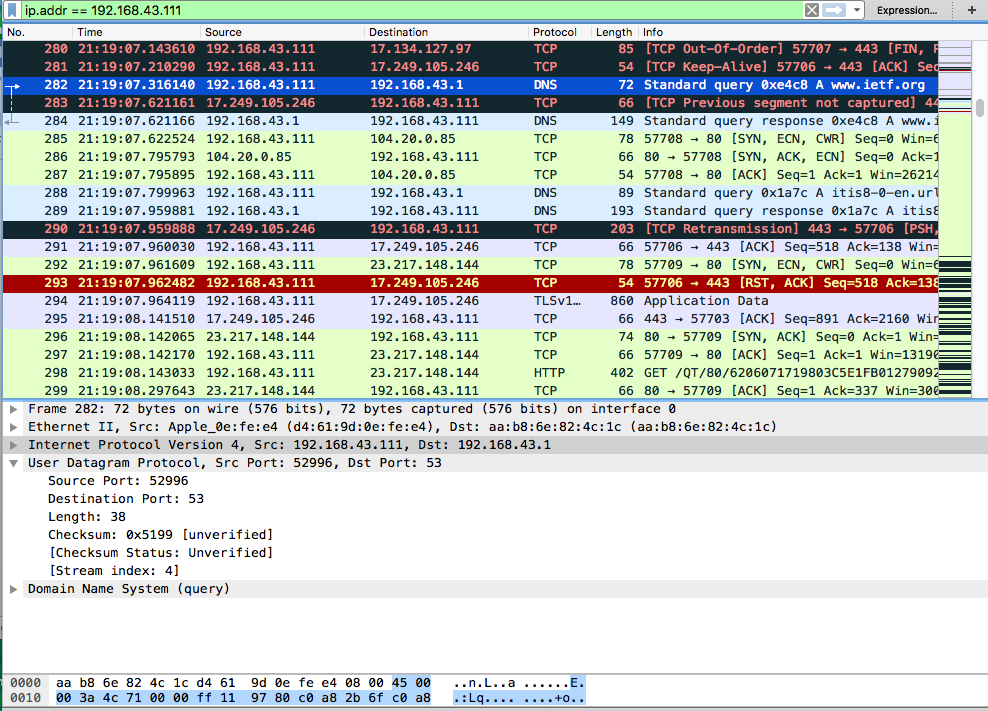 ip.addr == 192.168.43.111 Expression... +
No. Time Source Destination Protocol Length Info
280 21:19:07.143610 192.168.43.111 17.134.127.97 TCP 85 [TCP Out-Of-Order] 57707 → 443 [FIN,
281 21:19:07.210290 192.168.43.111 17.249.105.246 TCP 54 [TCP Keep-Alive] 57706 → 443 [ACK] Sec
282 21:19:07.316140 192.168.43.111 192.168.43.1 DNS 72 Standard query 0xe4c8 A www.ietf.org
283 21:19:07.621161 17.249.105.246 192.168.43.111 TCP 66 [TCP Previous segment not captured] 44
284 21:19:07.621166 192.168.43.1 192.168.43.111 DNS 149 Standard query response 0xe4c8 A www.i
285 21:19:07.622524 192.168.43.111 104.20.0.85 TCP 78 57708 → 80 [SYN, ECN, CWR] Seq=0 Win=6
286 21:19:07.795793 104.20.0.85 192.168.43.111 TCP 66 80 → 57708 [SYN, ACK, ECN] Seq=0 Ack=1
287 21:19:07.795895 192.168.43.111 104.20.0.85 TCP 54 57708 → 80 [ACK] Seq=1 Ack=1 Win=26214
288 21:19:07.799963 192.168.43.111 192.168.43.1 DNS 89 Standard query 0x1a7c A itis8-0-en.url
289 21:19:07.959881 192.168.43.1 192.168.43.111 DNS 193 Standard query response 0x1a7c A itis8
290 21:19:07.959888 17.249.105.246 192.168.43.111 TCP 203 [TCP Retransmission] 443 → 57706 [PSH,
291 21:19:07.960030 192.168.43.111 17.249.105.246 TCP 66 57706 → 443 [ACK] Seq=518 Ack=138 Win=
292 21:19:07.961609 192.168.43.111 23.217.148.144 TCP 78 57709 → 80 [SYN, ECN, CWR] Seq=0 Win=6
293 21:19:07.962482 192.168.43.111 17.249.105.246 TCP 54 57706 → 443 [RST, ACK] Seq=518 Ack=138
294 21:19:07.964119 192.168.43.111 17.249.105.246 TLSv1... 860 Application Data
295 21:19:08.141510 17.249.105.246 192.168.43.111 TCP 66 443 → 57703 [ACK] Seq=891 Ack=2160 Wir
296 21:19:08.142065 23.217.148.144 192.168.43.111 TCP 74 80 → 57709 [SYN, ACK] Seq=0 Ack=1 Win=
297 21:19:08.142170 192.168.43.111 23.217.148.144 TCP 66 57709 → 80 [ACK] Seq=1 Ack=1 Win=13190
298 21:19:08.143033 192.168.43.111 23.217.148.144 HTTP 402 GET /QT/80/6206071719803C5E1FB01279092
299 21:19:08.297643 23.217.148.144 192.168.43.111 TCP 66 80 → 57709 [ACK] Seq=1 Ack=337 Win=300
Frame 282: 72 bytes on wire (576 bits), 72 bytes captured (576 bits) on interface 0
Ethernet II, Src: Apple_0e:fe:e4 (d4:61:9d:0e:fe:e4), Dst: aa:b8:6e:82:4c:1c (aa:b8:6e:82:4c:1c)
Internet Protocol Version 4, Src: 192.168.43.111, Dst: 192.168.43.1
User Datagram Protocol, Src Port: 52996, Dst Port: 53
Source Port: 52996
Destination Port: 53
Length: 38
Checksum: 0x5199 [unverified]
[Checksum Status: Unverified]
[Stream index: 4]
Domain Name System (query)
0000 aa b8 6e 82 4c 1c d4 61 9d 0e fe e4 08 00 45 00 ..n.L..a ......E.
0010 00 3a 4c 71 00 00 ff 11 97 80 c0 a8 2b 6f c0 a8 .:Lq.... ....+o..